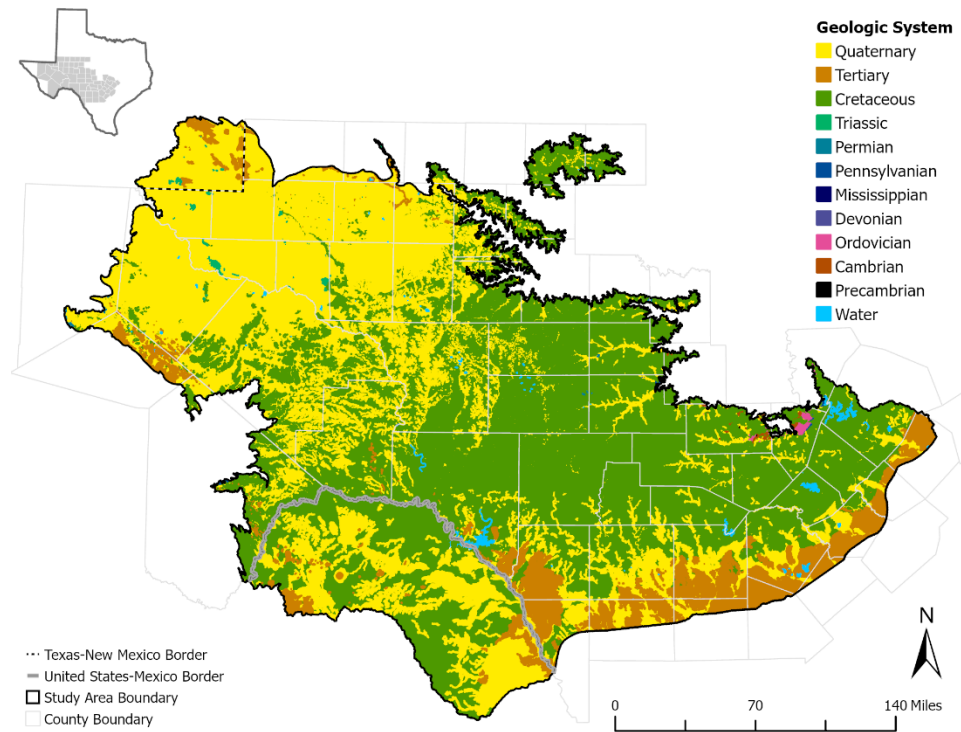 Geologic System
Quaternary
Tertiary
Cretaceous
Triassic
Permian
Pennsylvanian
Mississippian
Devonian
Ordovician
Cambrian
Precambrian
Water
N
Texas-New Mexico Border
United States-Mexico Border
Study Area Boundary
County Boundary
0 70 140 Miles